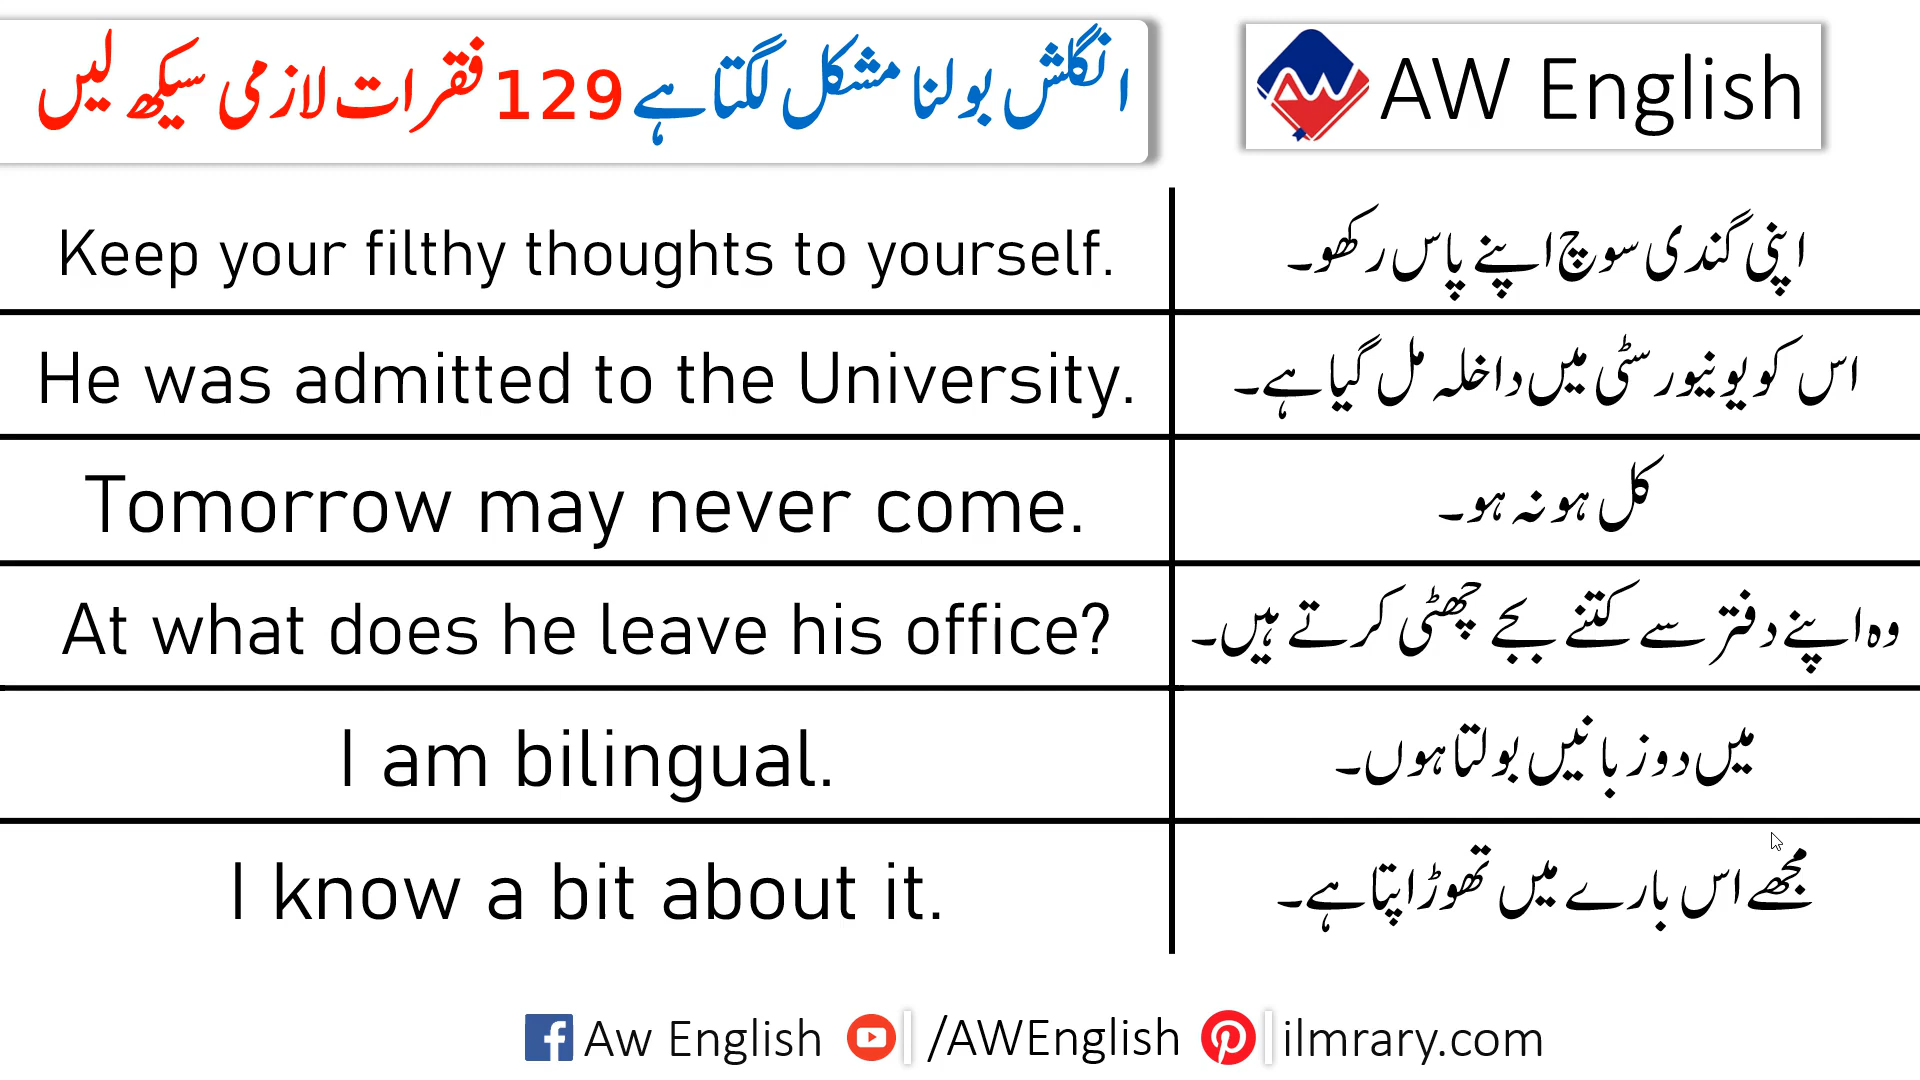 انگلش بولنا مشکل لگتا ہے 129 فقرات لازمی سیکھ لیں
AW English
Keep your filthy thoughts to yourself.
اپنی گندی سوچ اپنے پاس رکھو۔
He was admitted to the University.
اس کو یونیورسٹی میں داخلہ مل گیا ہے۔
Tomorrow may never come.
کل ہو نہ ہو۔
At what does he leave his office?
وہ اپنے دفتر سے کتنے بجے چھٹی کرتے ہیں۔
I am bilingual.
میں دو زبانیں بولتا ہوں۔
I know a bit about it.
مجھے اس بارے میں تھوڑا پتا ہے۔
Aw English /AWEnglish ilmrary.com